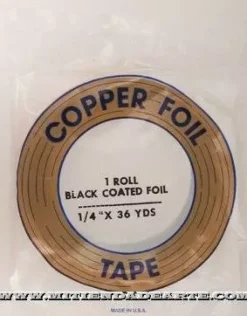 COPPER FOIL
1 ROLL
BLACK COATED FOIL
1/4 "X 36 YDS
TAPE
WWW.MITIENDADEARTE.COM
MADE IN U.S.A.